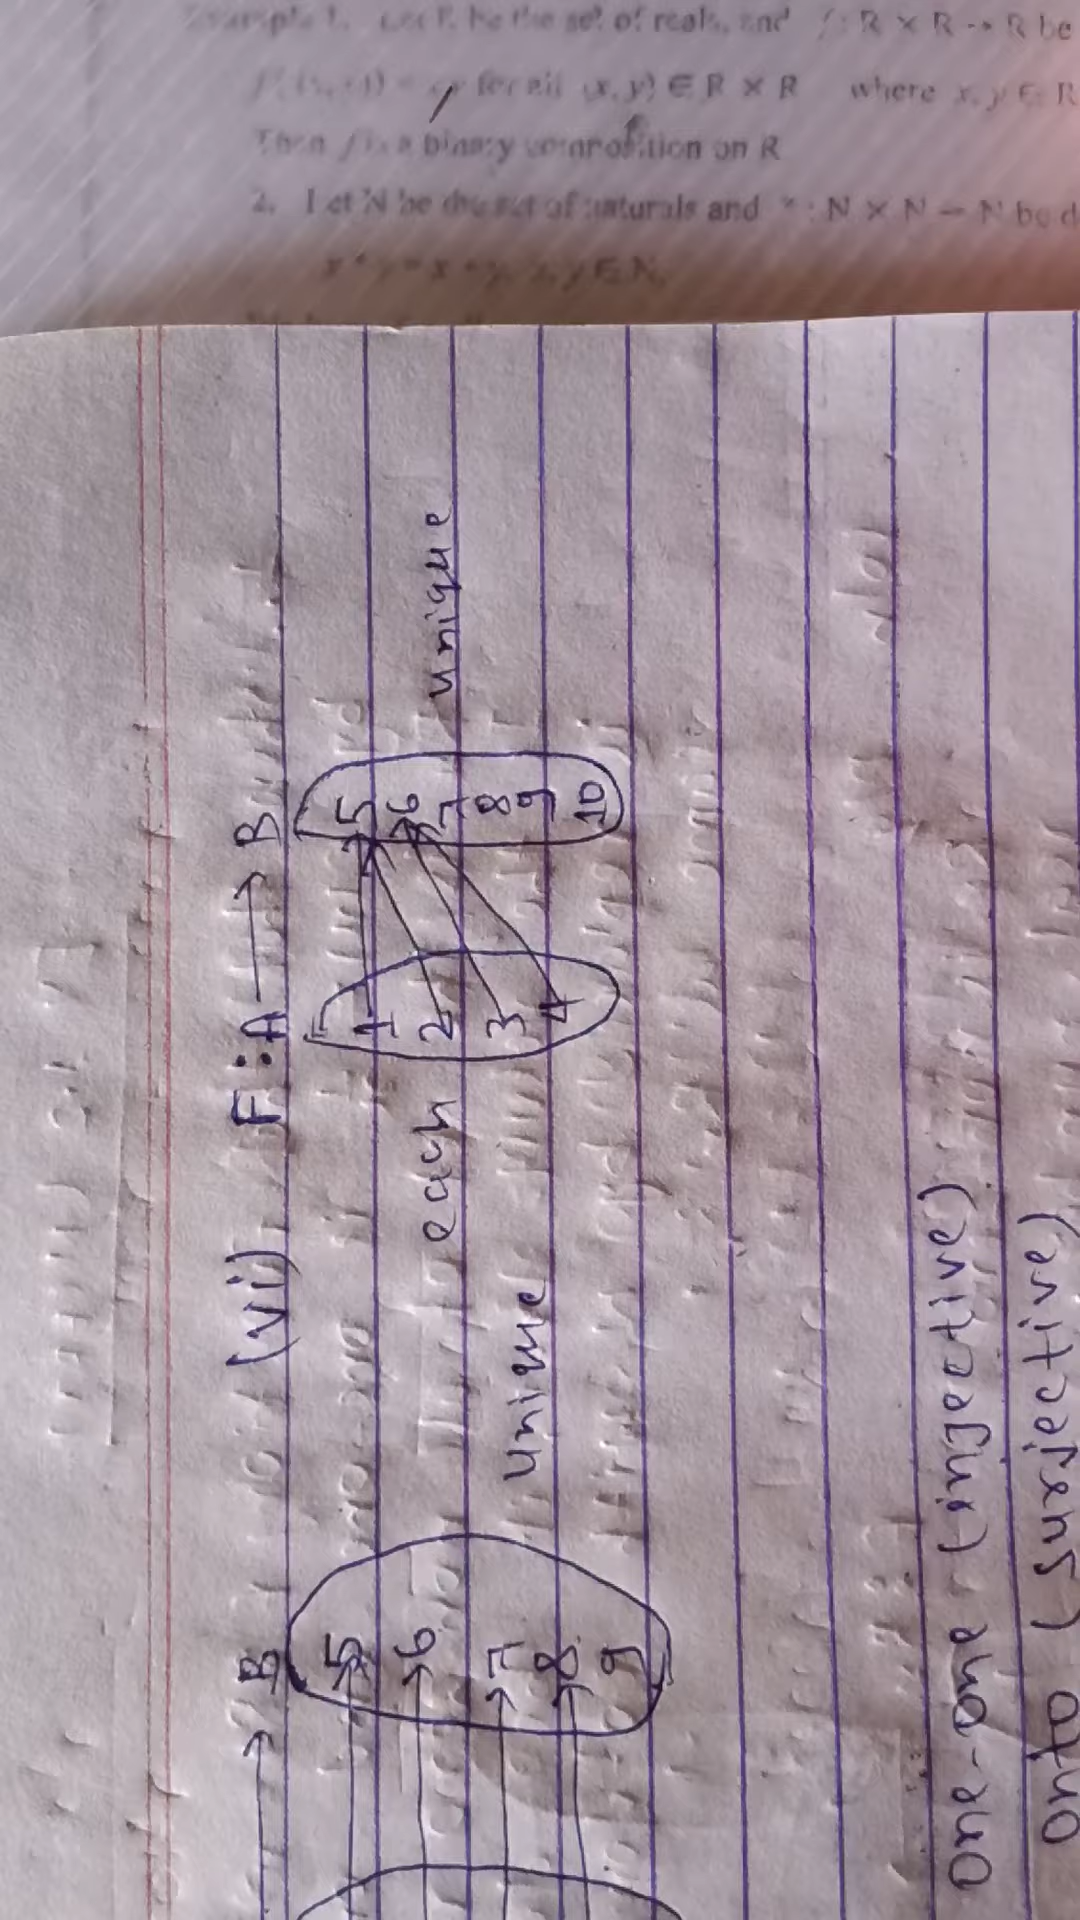 be the set of reals, and f : R × R → R be
for all (x, y) ∈ R × R where x, y ∈ R
Then f is a binary composition on R
2. Let N be the set of naturals and * : N × N → N be d
x * y = x + y, x, y ∈ N.
→ B
5
6
7
8
9
unique
(vi) F:A → B
1 5
2 6
3 7
4 8
9
10
each unique
one-one (injective)
onto (surjective)